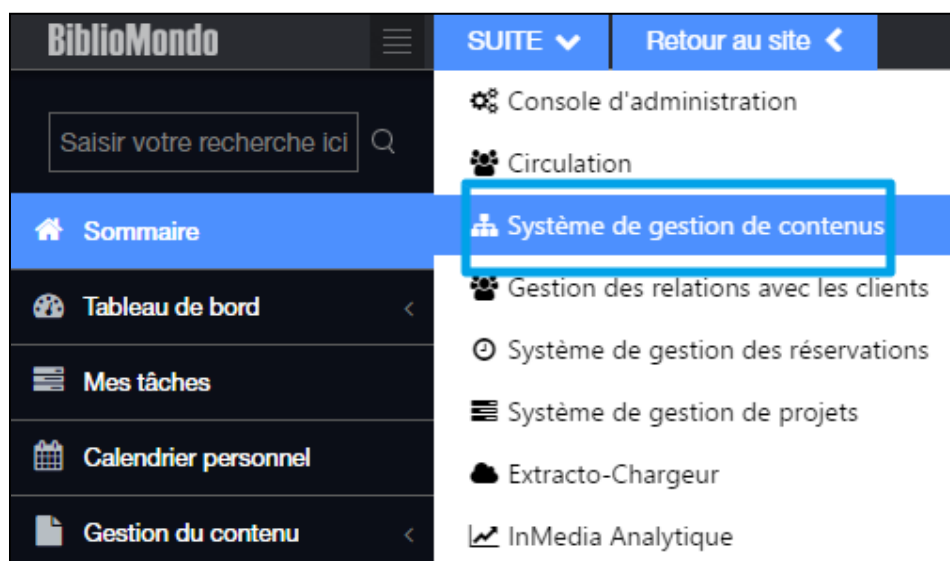 BiblioMondo
SUITE
Retour au site
Saisir votre recherche ici
Sommaire
Tableau de bord
Mes tâches
Calendrier personnel
Gestion du contenu
Console d'administration
Circulation
Système de gestion de contenus
Gestion des relations avec les clients
Système de gestion des réservations
Système de gestion de projets
Extracto-Chargeur
InMedia Analytique